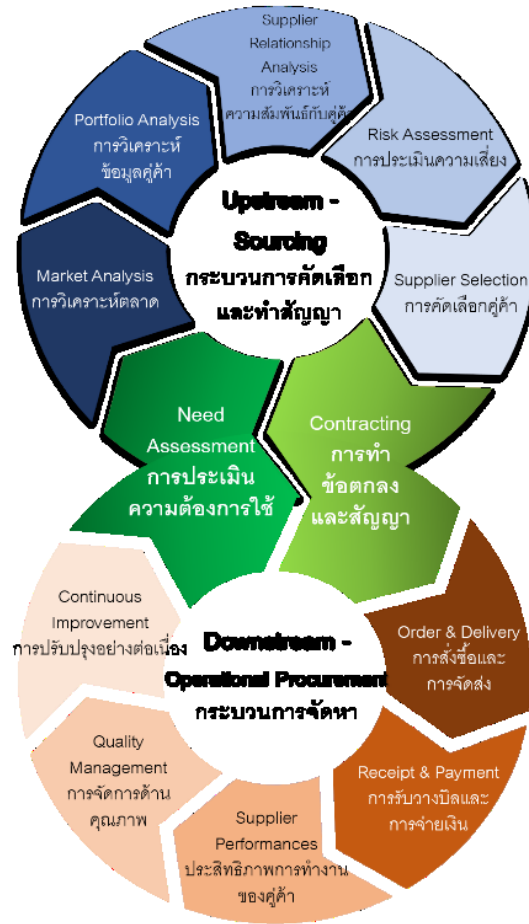 Supplier
Relationship
Analysis
การวิเคราะห์
ความสัมพันธ์กับคู่ค้า
Portfolio Analysis
การวิเคราะห์
ข้อมูลคู่ค้า
Risk Assessment
การประเมินความเสี่ยง
Upstream -
Sourcing
กระบวนการคัดเลือก
และทำสัญญา
Market Analysis
การวิเคราะห์ตลาด
Supplier Selection
การคัดเลือกคู่ค้า
Need
Assessment
การประเมิน
ความต้องการใช้
Contracting
การทำ
ข้อตกลง
และสัญญา
Continuous
Improvement
การปรับปรุงอย่างต่อเนื่อง
Downstream -
Operational Procurement
กระบวนการจัดหา
Order & Delivery
การสั่งซื้อและ
การจัดส่ง
Quality
Management
การจัดการด้าน
คุณภาพ
Receipt & Payment
การรับวางบิลและ
การจ่ายเงิน
Supplier
Performances
ประสิทธิภาพการทำงาน
ของคู่ค้า